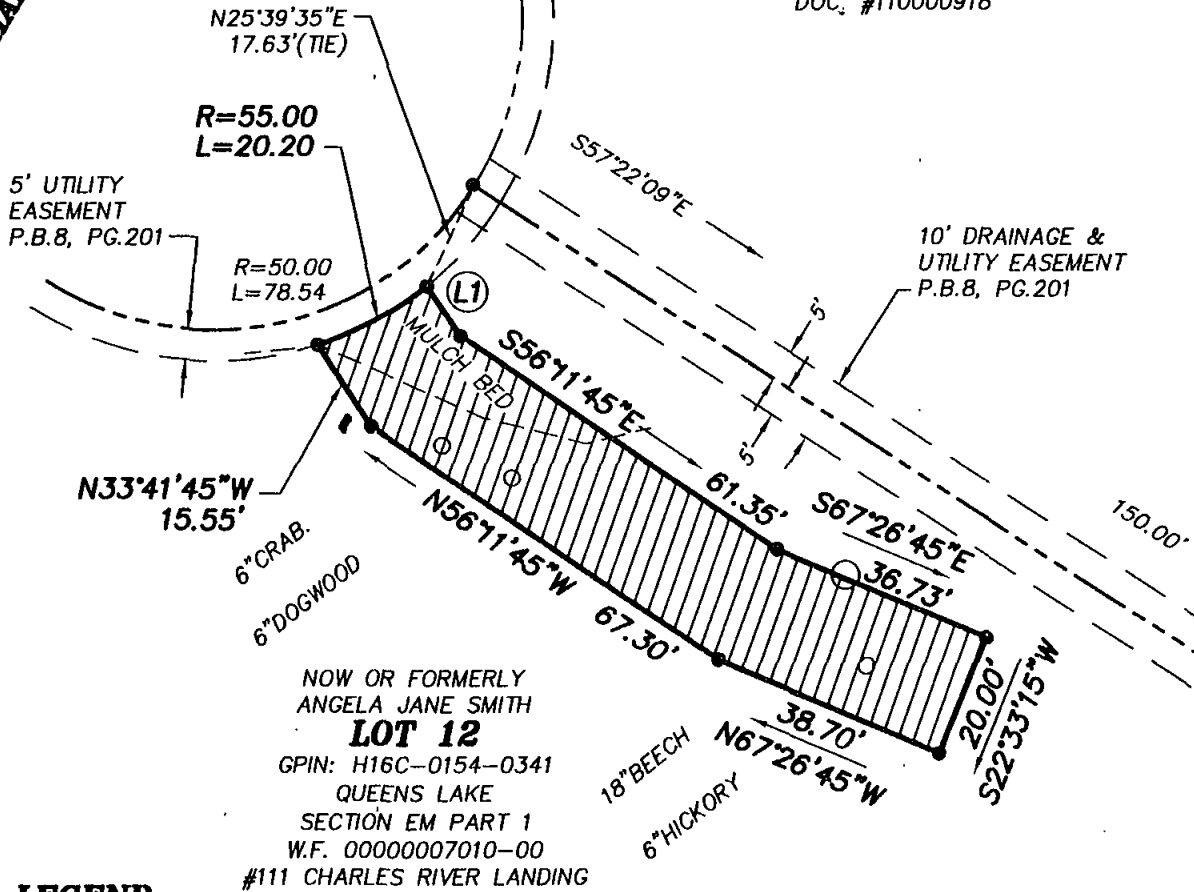 DOC. #110000918
N25°39'35"E
17.63'(TIE)
R=55.00
L=20.20
5' UTILITY
EASEMENT
P.B.8, PG.201
R=50.00
L=78.54
S57°22'09"E
10' DRAINAGE &
UTILITY EASEMENT
P.B.8, PG.201
5'
5'
L1
MULCH BED
S56°11'45"E
61.35'
S67°26'45"E
36.73'
150.00'
N33°41'45"W
15.55'
N56°11'45"W
67.30'
6"CRAB.
6"DOGWOOD
20.00'
S22°33'15"W
38.70'
N67°26'45"W
18"BEECH
6"HICKORY
NOW OR FORMERLY
ANGELA JANE SMITH
LOT 12
GPIN: H16C-0154-0341
QUEENS LAKE
SECTION EM PART 1
W.F. 00000007010-00
#111 CHARLES RIVER LANDING
LEGEND